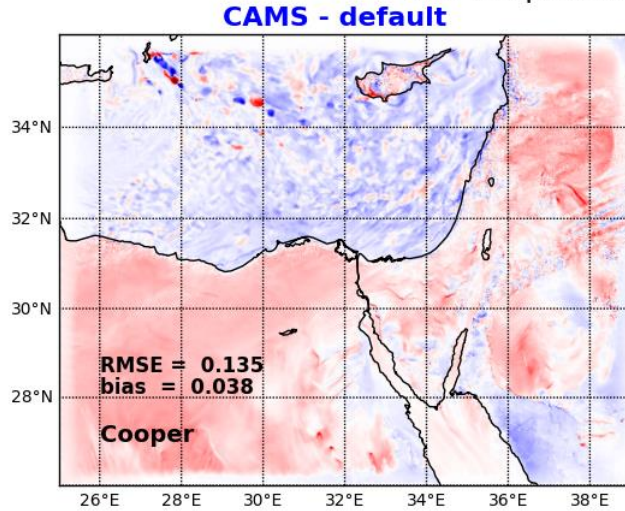 CAMS - default
34°N
32°N
30°N
28°N
RMSE = 0.135
bias = 0.038
Cooper
26°E 28°E 30°E 32°E 34°E 36°E 38°E